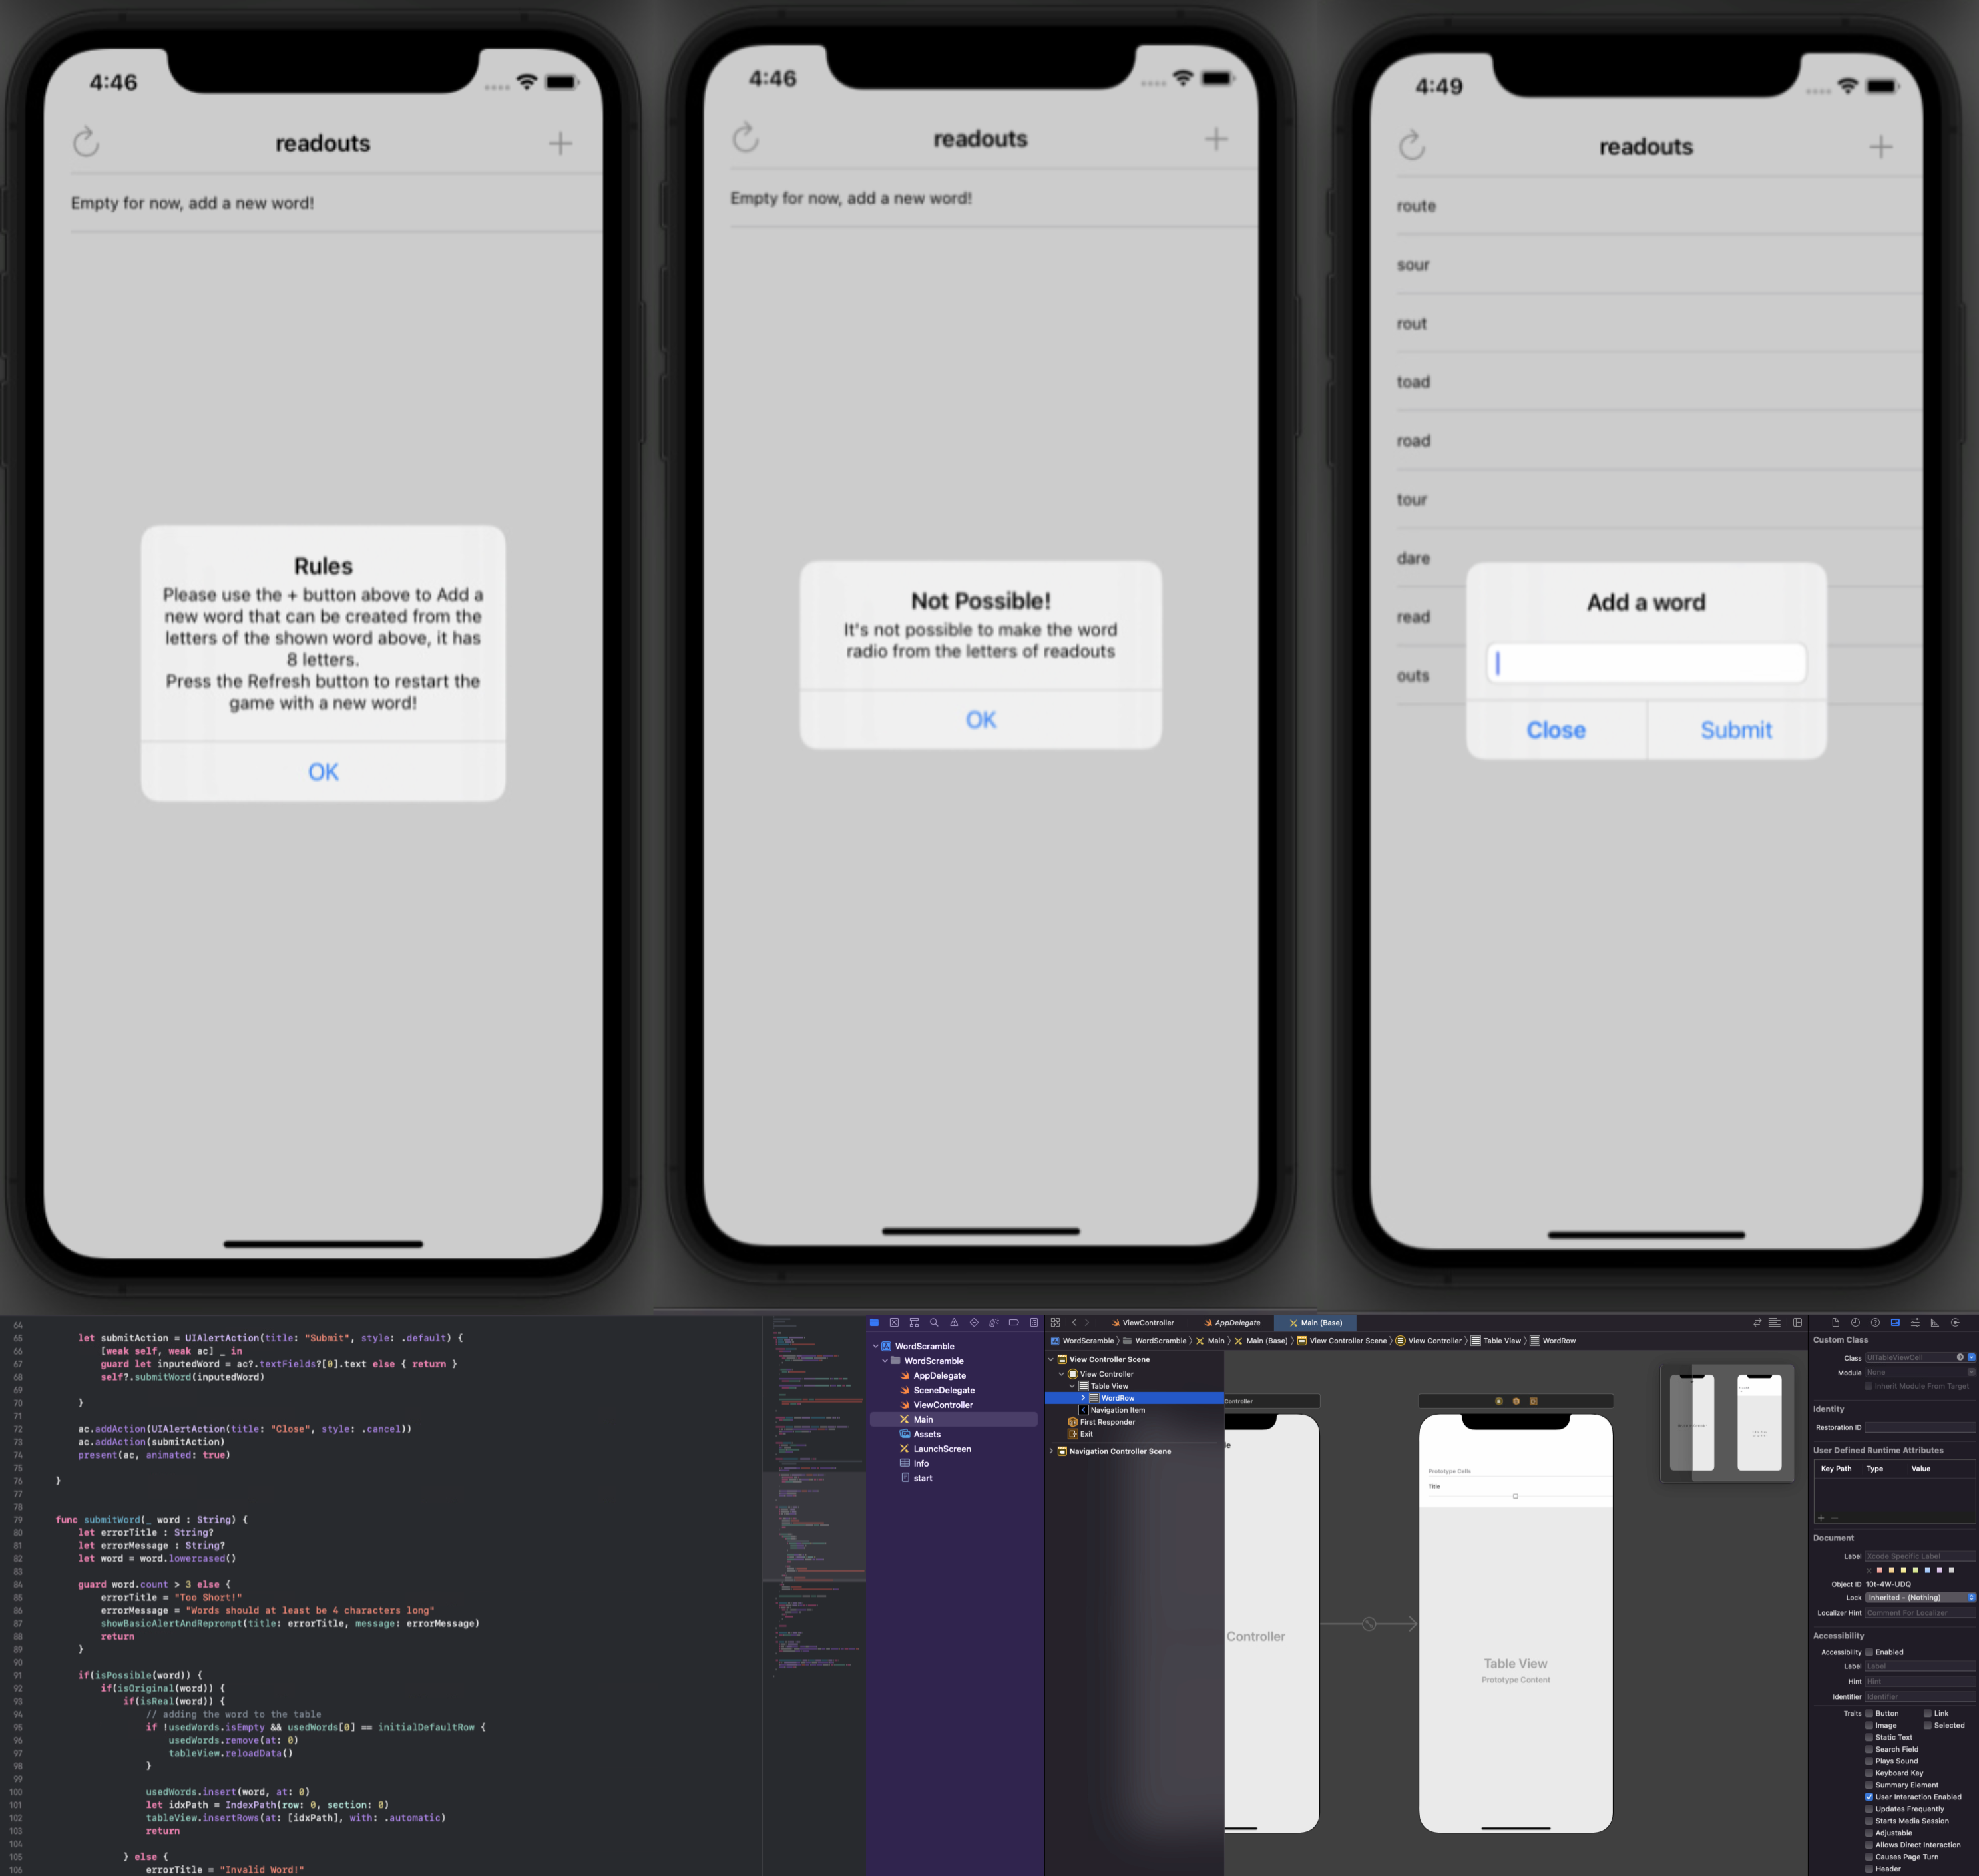 4:46
readouts
Empty for now, add a new word!
Rules
Please use the + button above to Add a
new word that can be created from the
letters of the shown word above, it has
8 letters.
Press the Refresh button to restart the
game with a new word!
OK
4:46
readouts
Empty for now, add a new word!
Not Possible!
It's not possible to make the word
radio from the letters of readouts
OK
4:49
readouts
route
sour
rout
toad
road
tour
dare
read
outs
Add a word
Close
Submit
64
65 let submitAction = UIAlertAction(title: "Submit", style: .default) {
66 [weak self, weak ac] _ in
67 guard let inputedWord = ac?.textFields?[0].text else { return }
68 self?.submitWord(inputedWord)
69
70 }
71
72 ac.addAction(UIAlertAction(title: "Close", style: .cancel))
73 ac.addAction(submitAction)
74 present(ac, animated: true)
75
76 }
77
78
79 func submitWord(_ word : String) {
80 let errorTitle : String?
81 let errorMessage : String?
82 let word = word.lowercased()
83
84 guard word.count > 3 else {
85 errorTitle = "Too Short!"
86 errorMessage = "Words should at least be 4 characters long"
87 showBasicAlertAndReprompt(title: errorTitle, message: errorMessage)
88 return
89 }
90
91 if(isPossible(word)) {
92 if(isOriginal(word)) {
93 if(isReal(word)) {
94 // adding the word to the table
95 if !usedWords.isEmpty && usedWords[0] == initialDefaultRow {
96 usedWords.remove(at: 0)
97 tableView.reloadData()
98 }
99
100 usedWords.insert(word, at: 0)
101 let idxPath = IndexPath(row: 0, section: 0)
102 tableView.insertRows(at: [idxPath], with: .automatic)
103 return
104
105 } else {
106 errorTitle = "Invalid Word!"
WordScramble
WordScramble
AppDelegate
SceneDelegate
ViewController
Main
Assets
LaunchScreen
Info
start
ViewController
AppDelegate
Main (Base)
WordScramble
WordScramble
Main
Main (Base)
View Controller Scene
View Controller
Table View
WordRow
View Controller Scene
View Controller
Table View
WordRow
Navigation Item
First Responder
Exit
Navigation Controller Scene
Controller
le
Controller
Prototype Cells
Title
Table View
Prototype Content
Custom Class
Class UITableViewCell
Module None
Inherit Module From Target
Identity
Restoration ID
User Defined Runtime Attributes
Key Path Type Value
Document
Label Xcode Specific Label
Object ID 10t-4W-UDQ
Lock Inherited - (Nothing)
Localizer Hint Comment For Localizer
Accessibility
Accessibility Enabled
Label Label
Hint Hint
Identifier Identifier
Traits Button Link
Image Selected
Static Text
Search Field
Plays Sound
Keyboard Key
Summary Element
User Interaction Enabled
Updates Frequently
Starts Media Session
Adjustable
Allows Direct Interaction
Causes Page Turn
Header